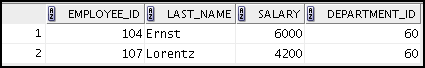 EMPLOYEE_ID LAST_NAME SALARY DEPARTMENT_ID
1 104 Ernst 6000 60
2 107 Lorentz 4200 60